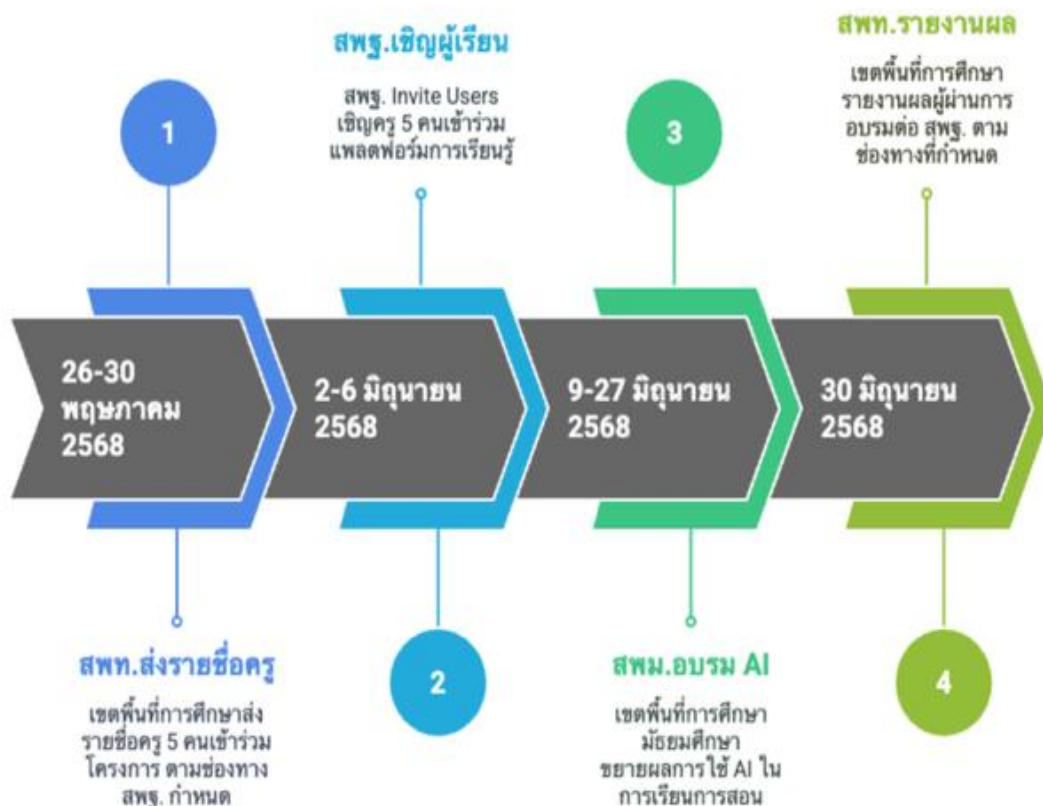 สพฐ.เชิญผู้เรียน
สพฐ. Invite Users
เชิญครู 5 คนเข้าร่วม
แพลตฟอร์มการเรียนรู้
สพท.รายงานผล
เขตพื้นที่การศึกษา
รายงานผลผู้ผ่านการ
อบรมต่อ สพฐ. ตาม
ช่องทางที่กำหนด
1
3
26-30
พฤษภาคม
2568
2-6 มิถุนายน
2568
9-27 มิถุนายน
2568
30 มิถุนายน
2568
สพท.ส่งรายชื่อครู
เขตพื้นที่การศึกษาส่ง
รายชื่อครู 5 คนเข้าร่วม
โครงการ ตามช่องทาง
สพฐ. กำหนด
2
สพม.อบรม AI
เขตพื้นที่การศึกษา
มัธยมศึกษา
ขยายผลการใช้ AI ใน
การเรียนการสอน
4